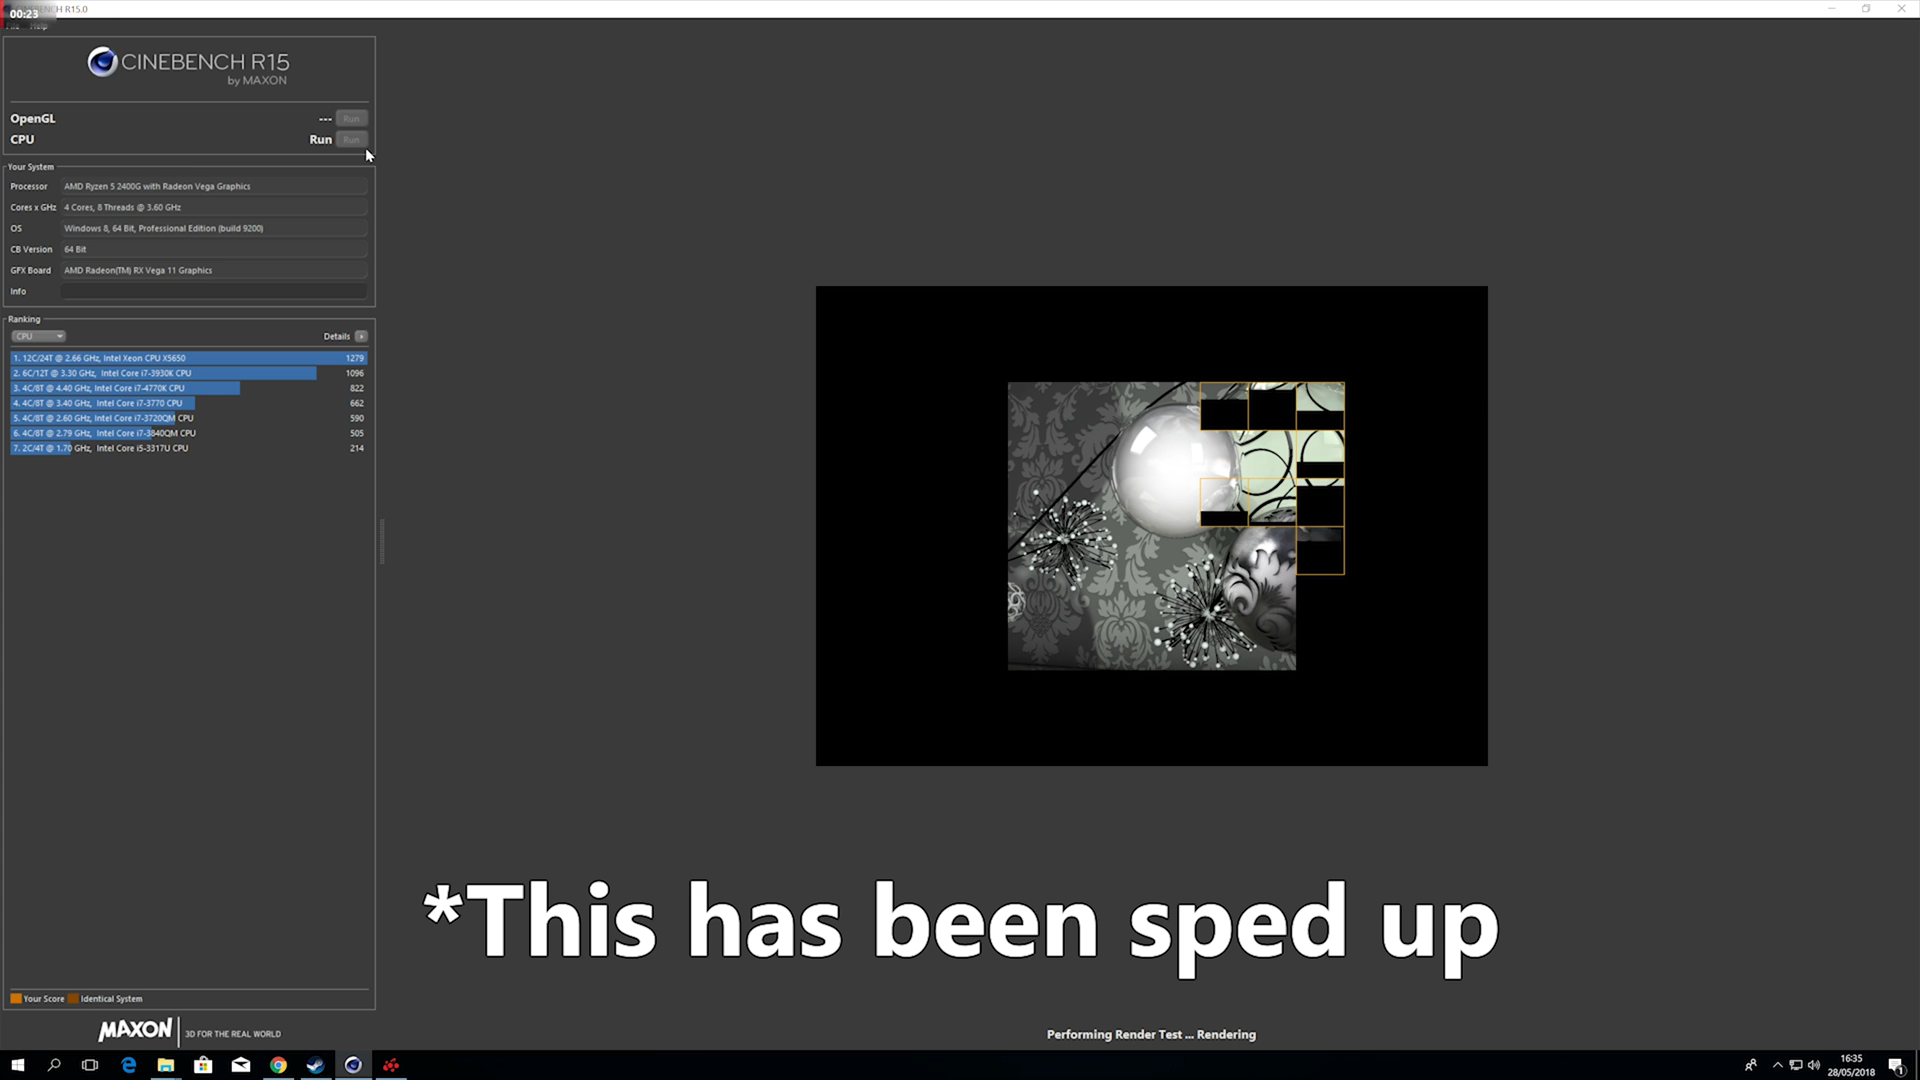 00:23
NCH R15.0
File Help
CINEBENCH R15
by MAXON
OpenGL --- Run
CPU Run Run
Your System
Processor AMD Ryzen 5 2400G with Radeon Vega Graphics
Cores x GHz 4 Cores, 8 Threads @ 3.60 GHz
OS Windows 8, 64 Bit, Professional Edition (build 9200)
CB Version 64 Bit
GFX Board AMD Radeon(TM) RX Vega 11 Graphics
Info
Ranking
CPU Details
1. 12C/24T @ 2.66 GHz, Intel Xeon CPU X5650 1279
2. 6C/12T @ 3.30 GHz, Intel Core i7-3930K CPU 1096
3. 4C/8T @ 4.40 GHz, Intel Core i7-4770K CPU 822
4. 4C/8T @ 3.40 GHz, Intel Core i7-3770 CPU 662
5. 4C/8T @ 2.60 GHz, Intel Core i7-3720QM CPU 590
6. 4C/8T @ 2.79 GHz, Intel Core i7-3840QM CPU 505
7. 2C/4T @ 1.70 GHz, Intel Core i5-3317U CPU 214
*This has been sped up
Your Score Identical System
MAXON 3D FOR THE REAL WORLD
Performing Render Test ... Rendering
16:35
28/05/2018
1